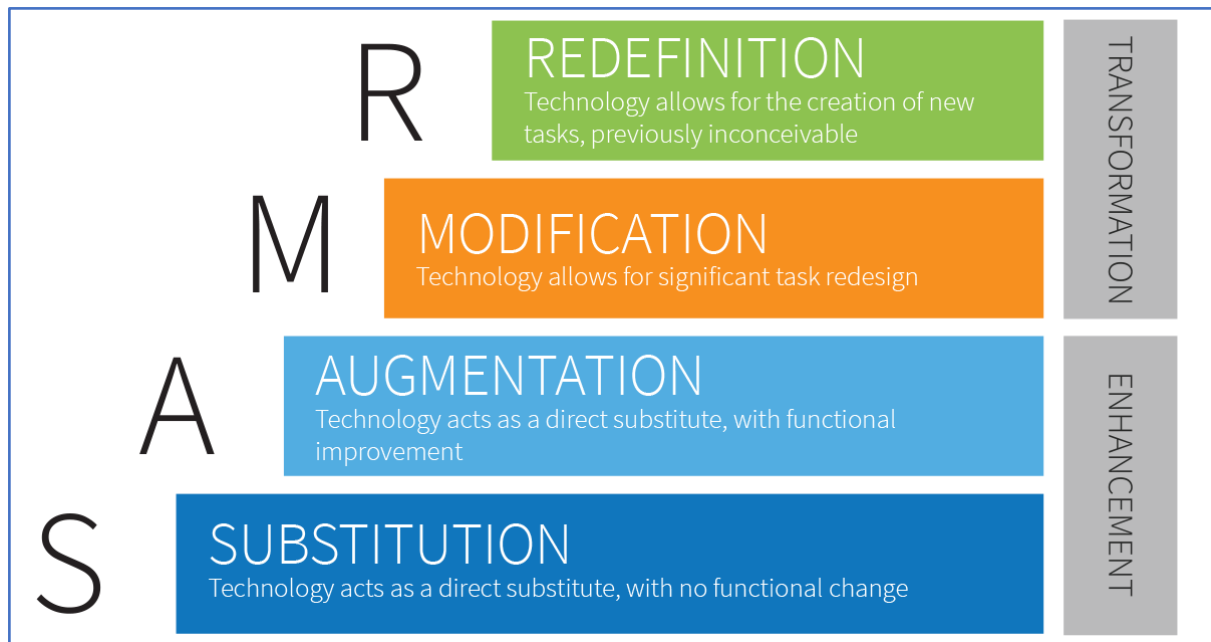 R
REDEFINITION
Technology allows for the creation of new
tasks, previously inconceivable
M
MODIFICATION
Technology allows for significant task redesign
TRANSFORMATION
A
AUGMENTATION
Technology acts as a direct substitute, with functional
improvement
S
SUBSTITUTION
Technology acts as a direct substitute, with no functional change
ENHANCEMENT